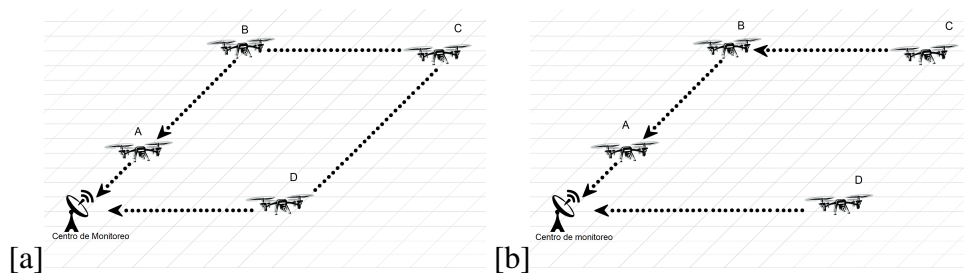 B
C
A
D
Centro de Monitoreo
[a]
B
C
A
D
Centro de monitoreo
[b]